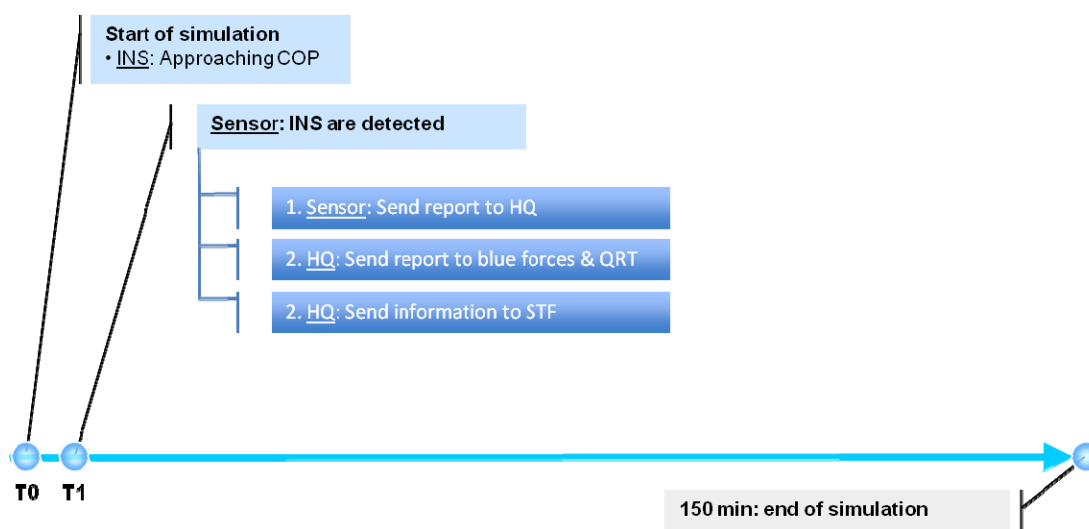 Start of simulation
• INS: Approaching COP
Sensor: INS are detected
1. Sensor: Send report to HQ
2. HQ: Send report to blue forces & QRT
2. HQ: Send information to STF
T0 T1
150 min: end of simulation